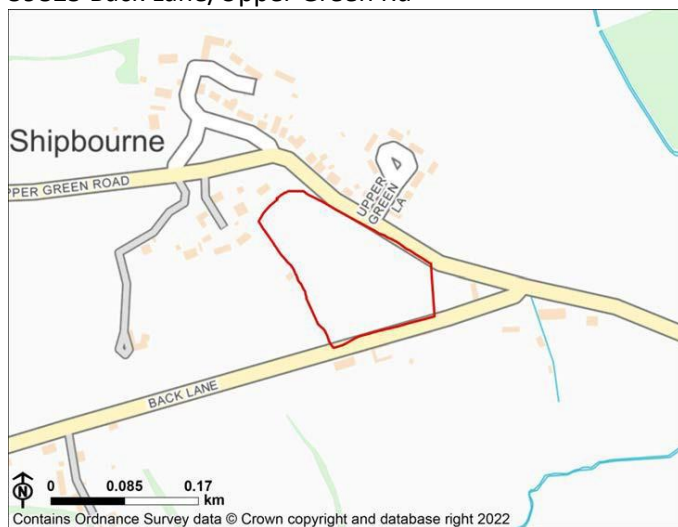 Shipbourne
UPPER GREEN ROAD
UPPER
GREEN
LA
BACK LANE
N
0 0.085 0.17
km
Contains Ordnance Survey data © Crown copyright and database right 2022